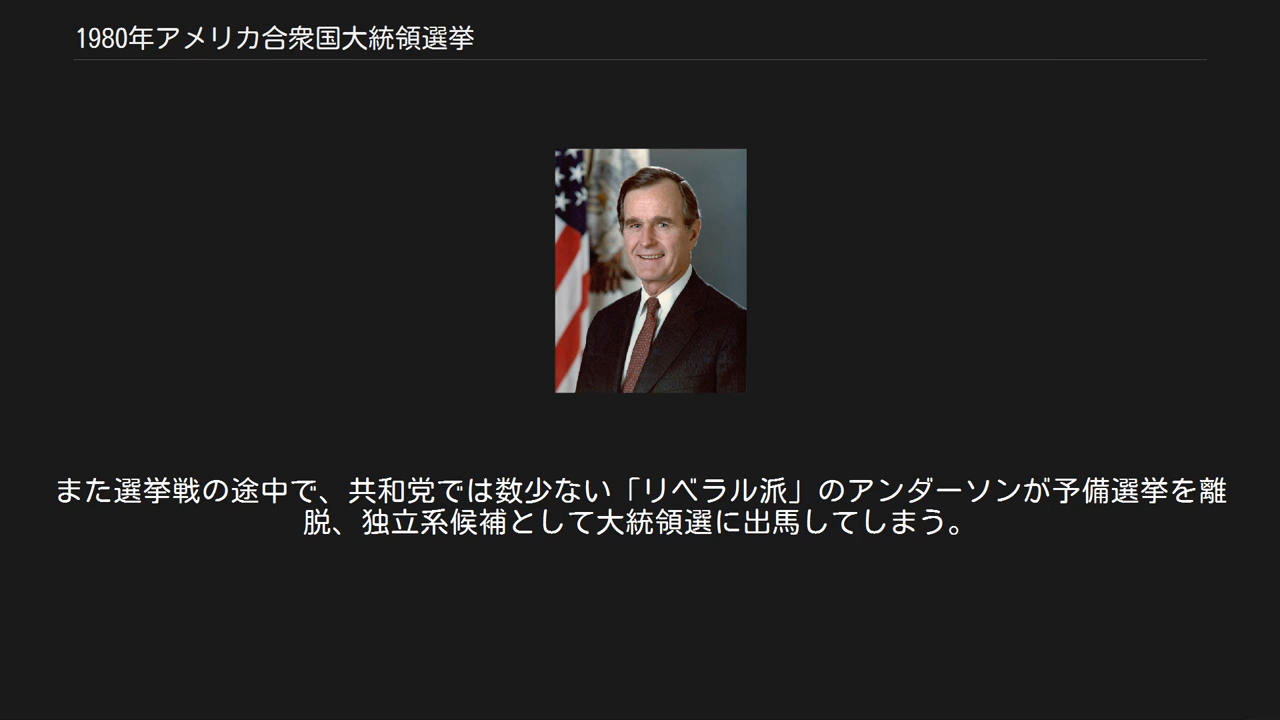 1980年アメリカ合衆国大統領選挙
また選挙戦の途中で、共和党では数少ない「リベラル派」のアンダーソンが予備選挙を離
脱、独立系候補として大統領選に出馬してしまう。